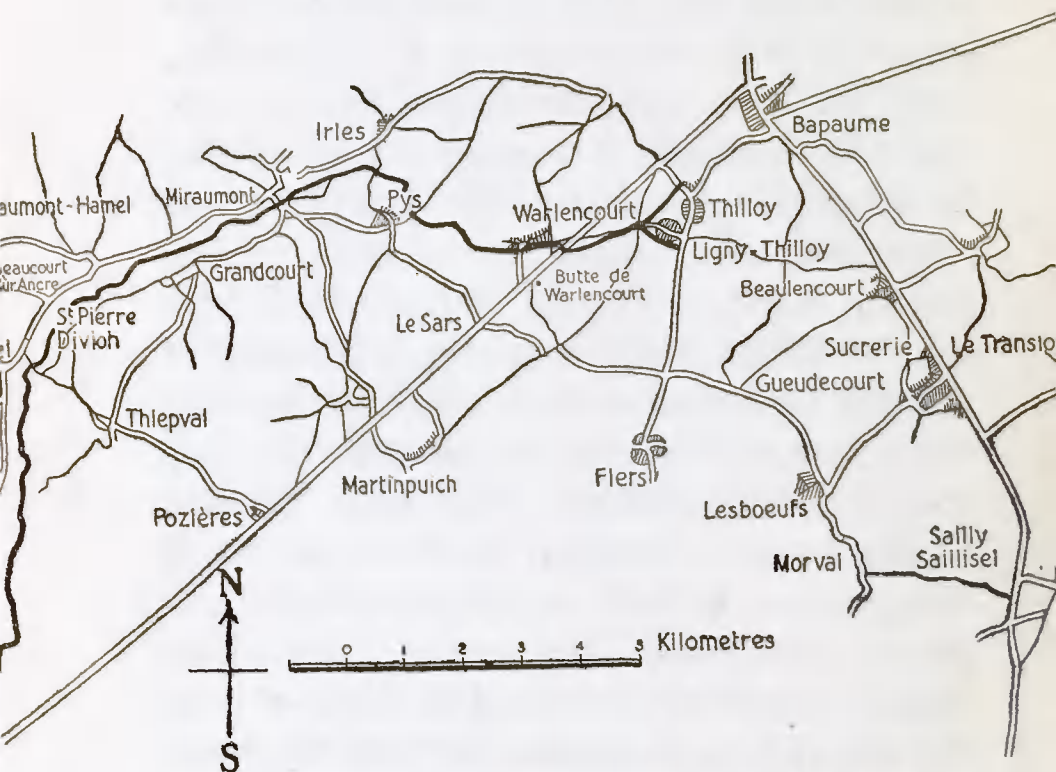 Bapaume
Irles
Miraumont
Pys
aumont-Hamel
Warlencourt
Thilloy
Ligny-Thilloy
Beaucourt
sur Ancre
Grandcourt
Butte de
Warlencourt
Beaulencourt
St Pierre
Divion
Le Sars
Sucrerie
Le Translo
Gueudecourt
Thiepval
Martinpuich
Flers
Lesboeufs
Pozières
Morval
Sailly
Saillisel
N
0 1 2 3 4 5 Kilometres
S